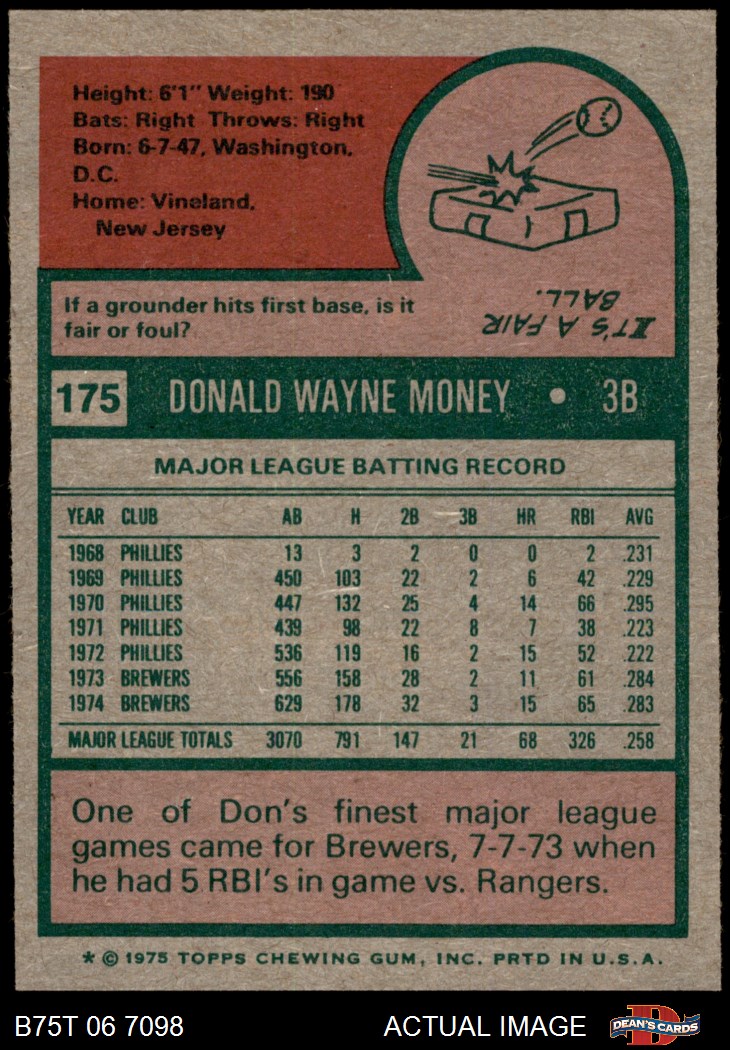 Height: 6'1" Weight: 190
Bats: Right Throws: Right
Born: 6-7-47, Washington,
D.C.
Home: Vineland,
New Jersey
If a grounder hits first base, is it
fair or foul?
IT'S A FAIR
BALL.
175 DONALD WAYNE MONEY • 3B
MAJOR LEAGUE BATTING RECORD
YEAR CLUB AB H 2B 3B HR RBI AVG
1968 PHILLIES 13 3 2 0 0 2 .231
1969 PHILLIES 450 103 22 2 6 42 .229
1970 PHILLIES 447 132 25 4 14 66 .295
1971 PHILLIES 439 98 22 8 7 38 .223
1972 PHILLIES 536 119 16 2 15 52 .222
1973 BREWERS 556 158 28 2 11 61 .284
1974 BREWERS 629 178 32 3 15 65 .283
MAJOR LEAGUE TOTALS 3070 791 147 21 68 326 .258
One of Don's finest major league
games came for Brewers, 7-7-73 when
he had 5 RBI's in game vs. Rangers.
* © 1975 TOPPS CHEWING GUM, INC. PRTD IN U.S.A.
B75T 06 7098 ACTUAL IMAGE DEAN'S CARDS